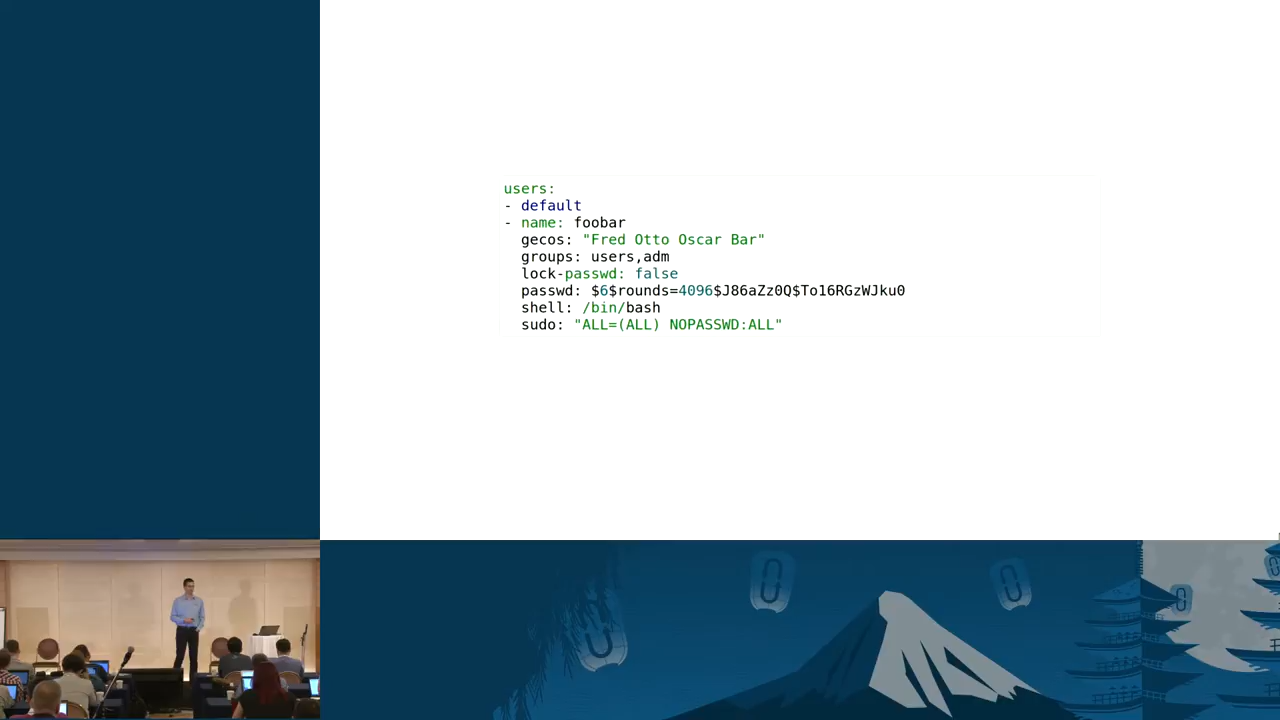 users:
- default
- name: foobar
  gecos: "Fred Otto Oscar Bar"
  groups: users,adm
  lock-passwd: false
  passwd: $6$rounds=4096$J86aZz0Q$To16RGzWJku0
  shell: /bin/bash
  sudo: "ALL=(ALL) NOPASSWD:ALL"